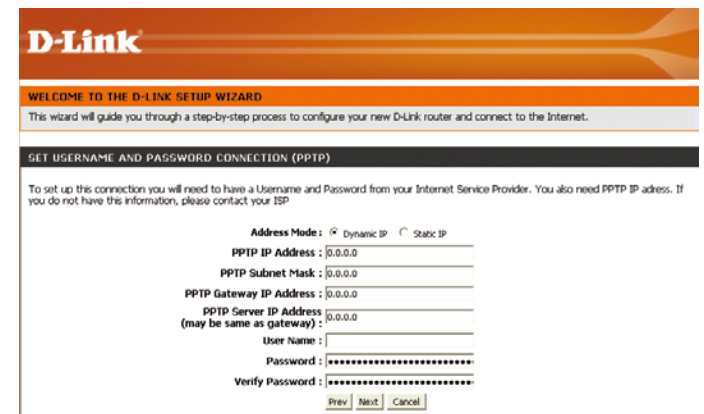 D-Link
WELCOME TO THE D-LINK SETUP WIZARD
This wizard will guide you through a step-by-step process to configure your new D-Link router and connect to the Internet.
SET USERNAME AND PASSWORD CONNECTION (PPTP)
To set up this connection you will need to have a Username and Password from your Internet Service Provider. You also need PPTP IP adress. If
you do not have this information, please contact your ISP
Address Mode : Dynamic IP Static IP
PPTP IP Address : 0.0.0.0
PPTP Subnet Mask : 0.0.0.0
PPTP Gateway IP Address : 0.0.0.0
PPTP Server IP Address
(may be same as gateway) : 0.0.0.0
User Name :
Password : ••••••••••••••••••••••••••
Verify Password : ••••••••••••••••••••••••••
Prev Next Cancel